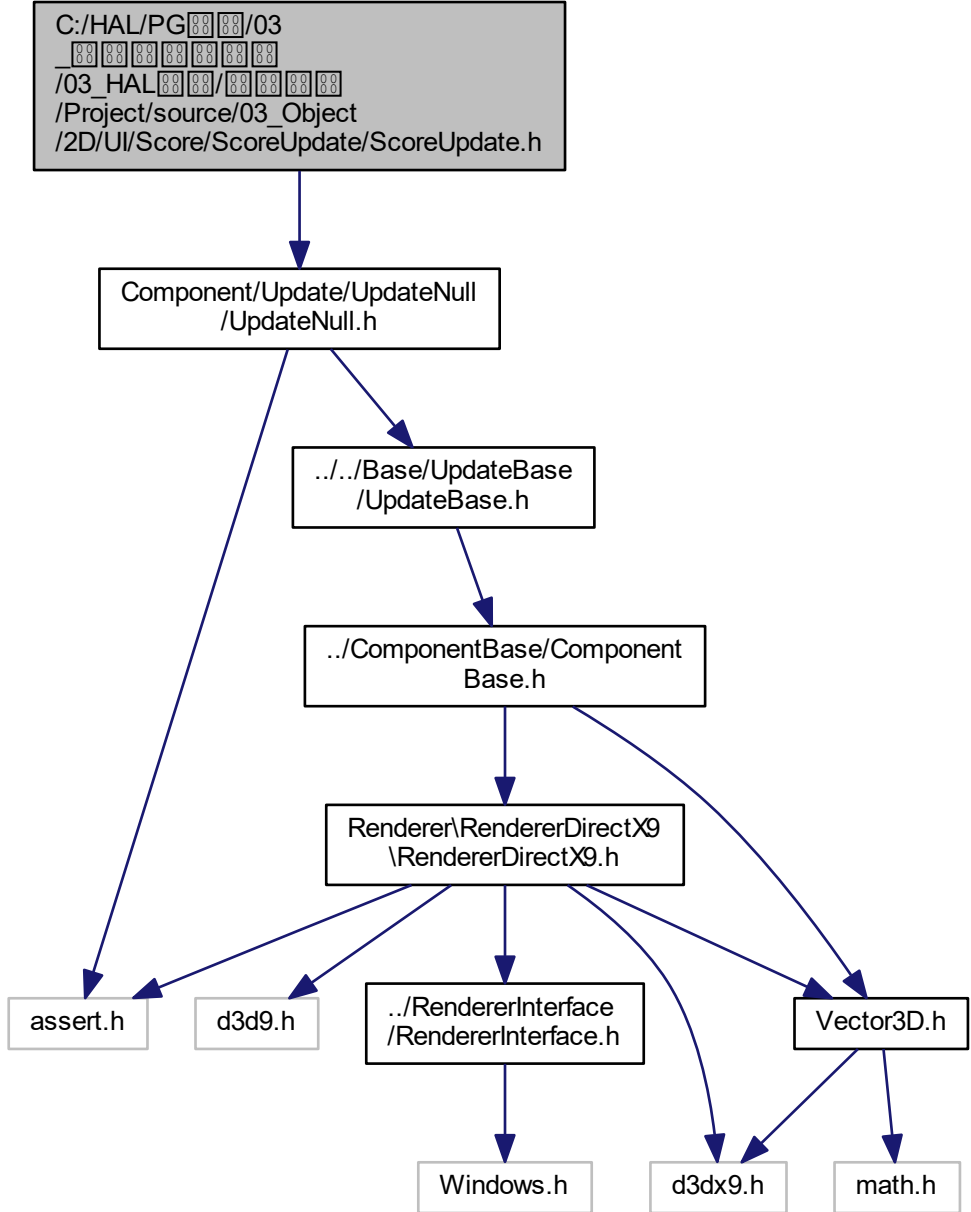 C:/HAL/PG/03
_
/03_HAL/
/Project/source/03_Object
/2D/UI/Score/ScoreUpdate/ScoreUpdate.h
Component/Update/UpdateNull
/UpdateNull.h
../../Base/UpdateBase
/UpdateBase.h
../ComponentBase/Component
Base.h
Renderer\RendererDirectX9
\RendererDirectX9.h
assert.h
d3d9.h
../RendererInterface
/RendererInterface.h
Vector3D.h
Windows.h
d3dx9.h
math.h